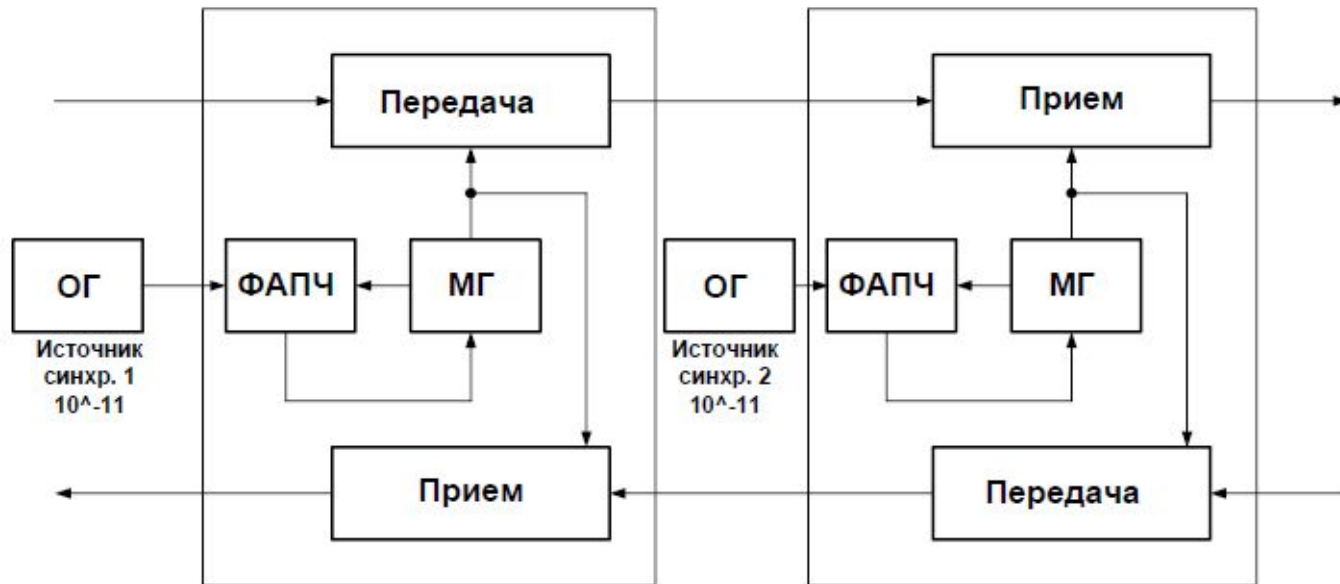 Передача
Прием
ОГ
ФАПЧ
МГ
ОГ
ФАПЧ
МГ
Источник
синхр. 1
10^-11
Источник
синхр. 2
10^-11
Прием
Передача